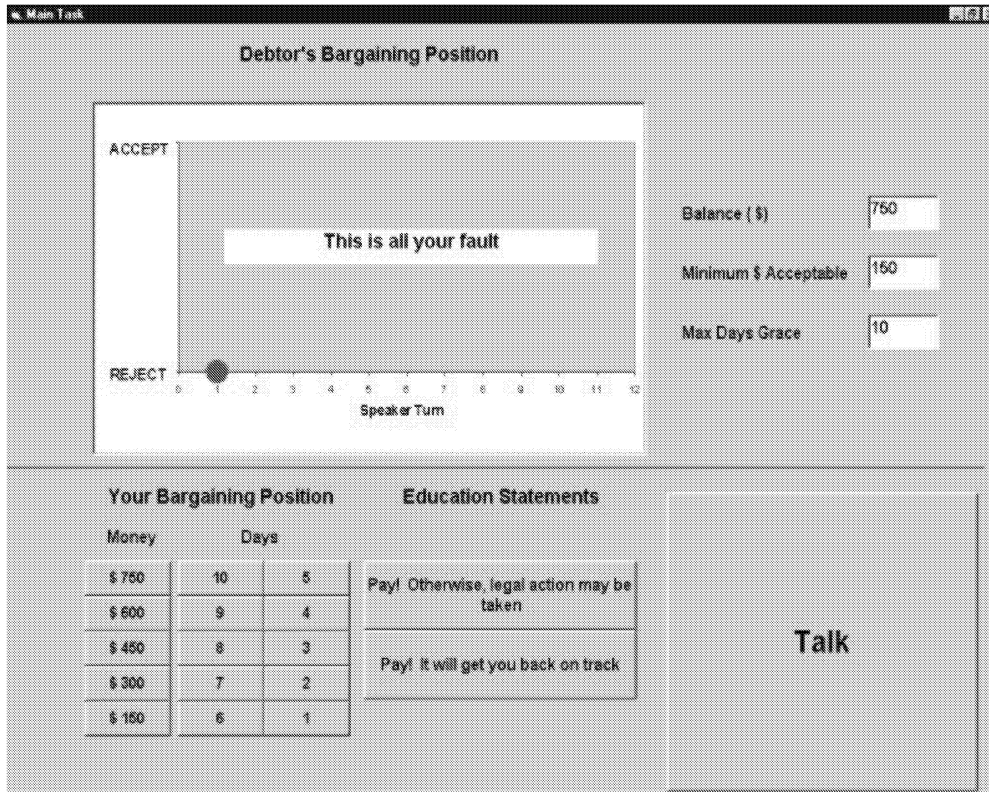 Main Task
Debtor's Bargaining Position
ACCEPT
This is all your fault
REJECT
0 1 2 3 4 5 6 7 8 9 10 11 12
Speaker Turn
Balance ( $) 750
Minimum $ Acceptable 150
Max Days Grace 10
Your Bargaining Position
Money Days
$ 750 10 5
$ 600 9 4
$ 450 8 3
$ 300 7 2
$ 150 6 1
Education Statements
Pay! Otherwise, legal action may be
taken
Pay! It will get you back on track
Talk